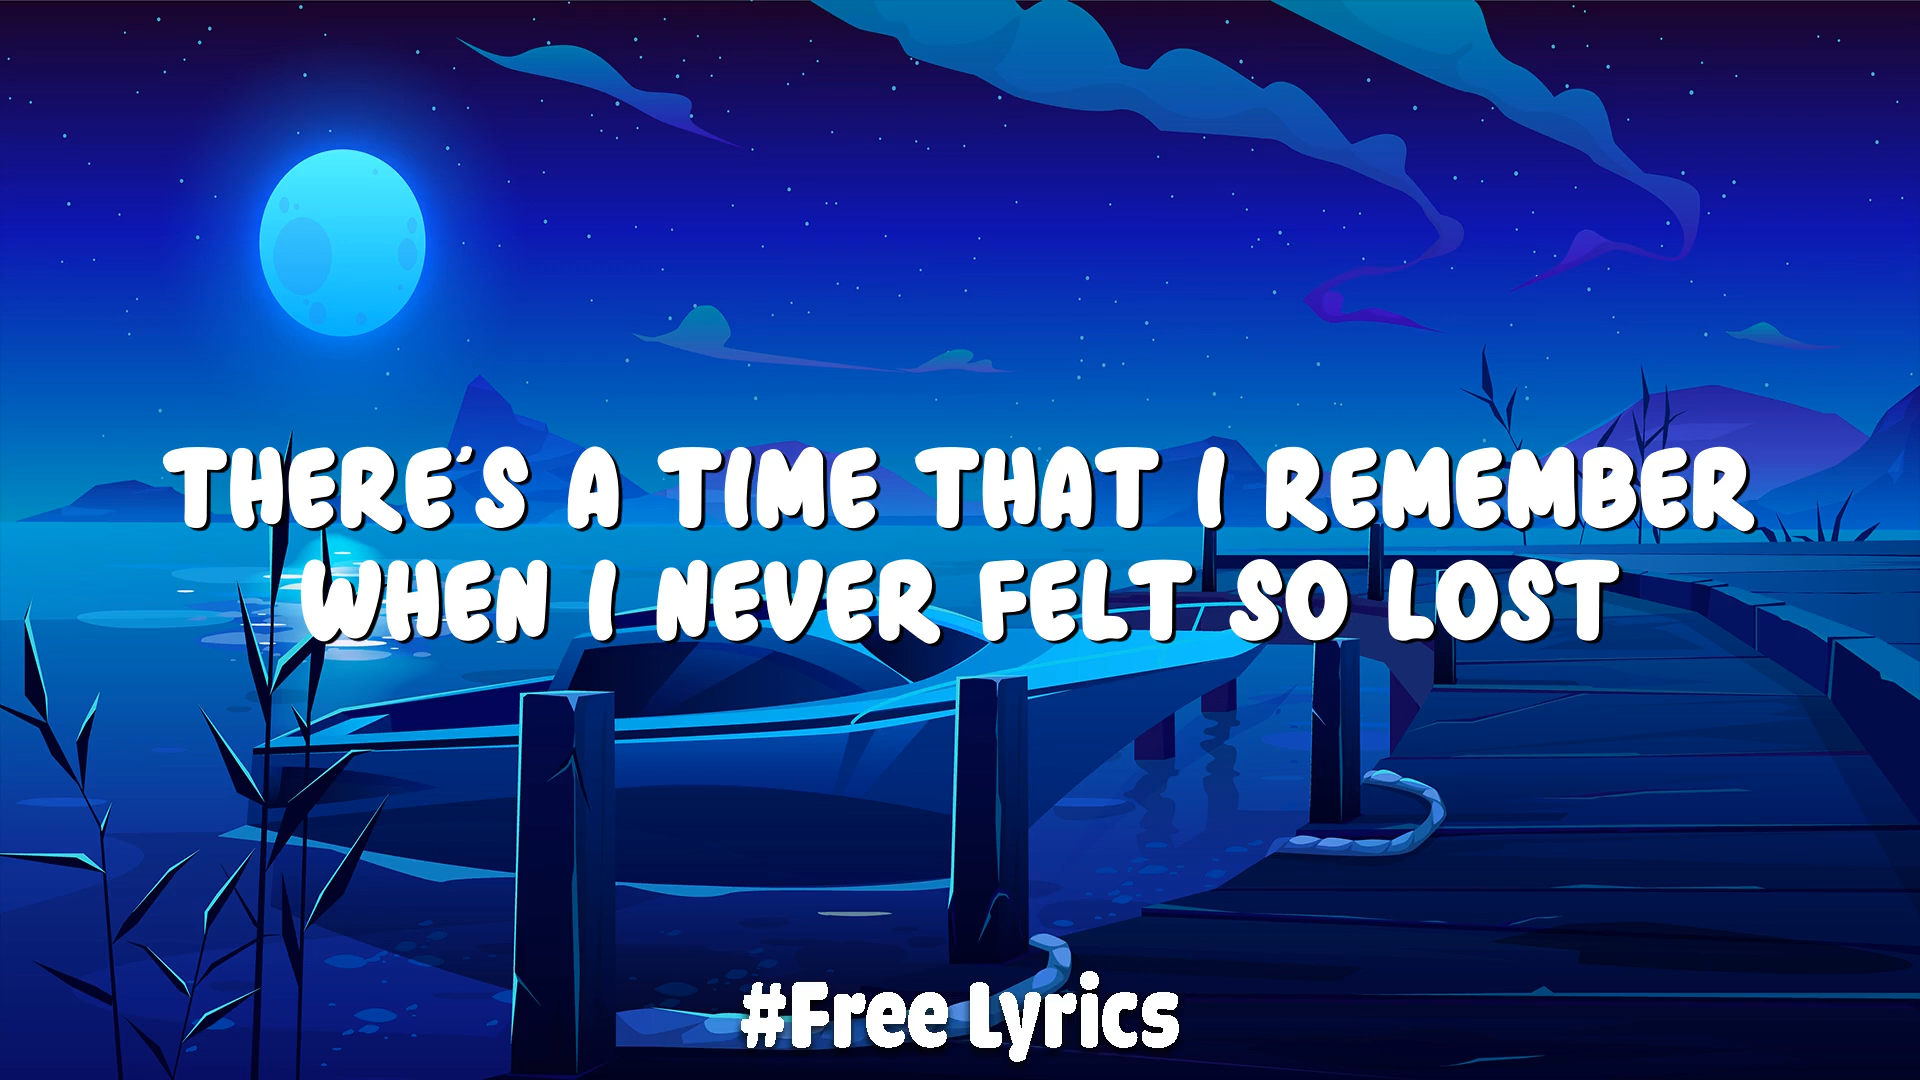 THERE'S A TIME THAT I REMEMBER
WHEN I NEVER FELT SO LOST
#Free Lyrics